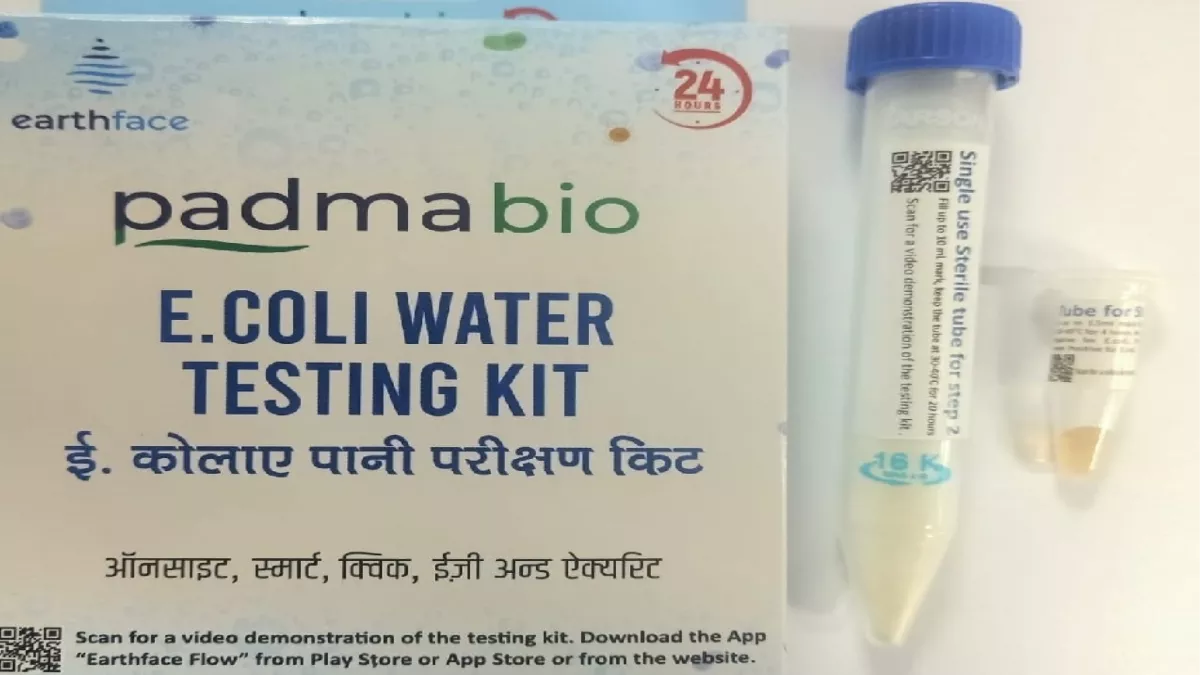 earthface
24
HOURS
padmabio
E.COLI WATER
TESTING KIT
ई. कोलाए पानी परीक्षण किट
ऑनसाइट, स्मार्ट, क्विक, ईज़ी अन्ड ऐक्यरिट
Scan for a video demonstration of the testing kit. Download the App
“Earthface Flow” from Play Store or App Store or from the website.
Single use Sterile tube for step 2
Fill up to 10 mL mark, keep the tube at 30-40°C for 20 hours
Scan for a video demonstration of the testing kit.
16 K
Tube for